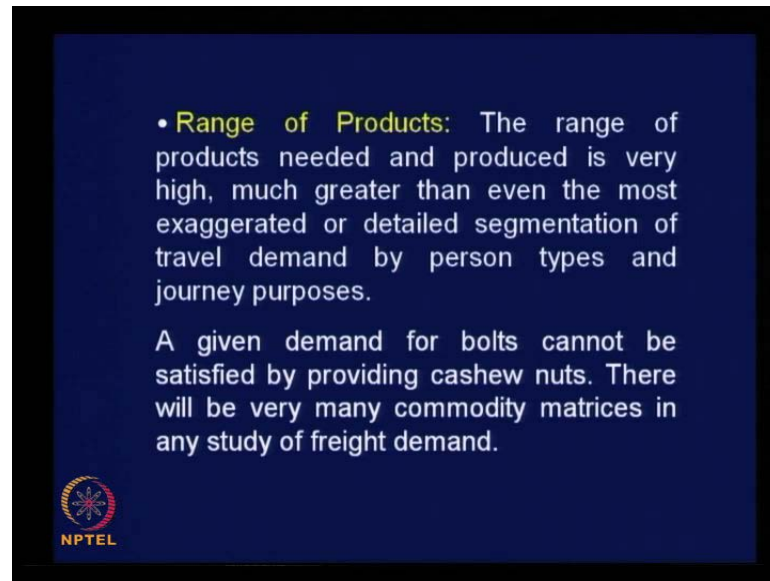 • Range of Products: The range of
products needed and produced is very
high, much greater than even the most
exaggerated or detailed segmentation of
travel demand by person types and
journey purposes.
A given demand for bolts cannot be
satisfied by providing cashew nuts. There
will be very many commodity matrices in
any study of freight demand.
NPTEL